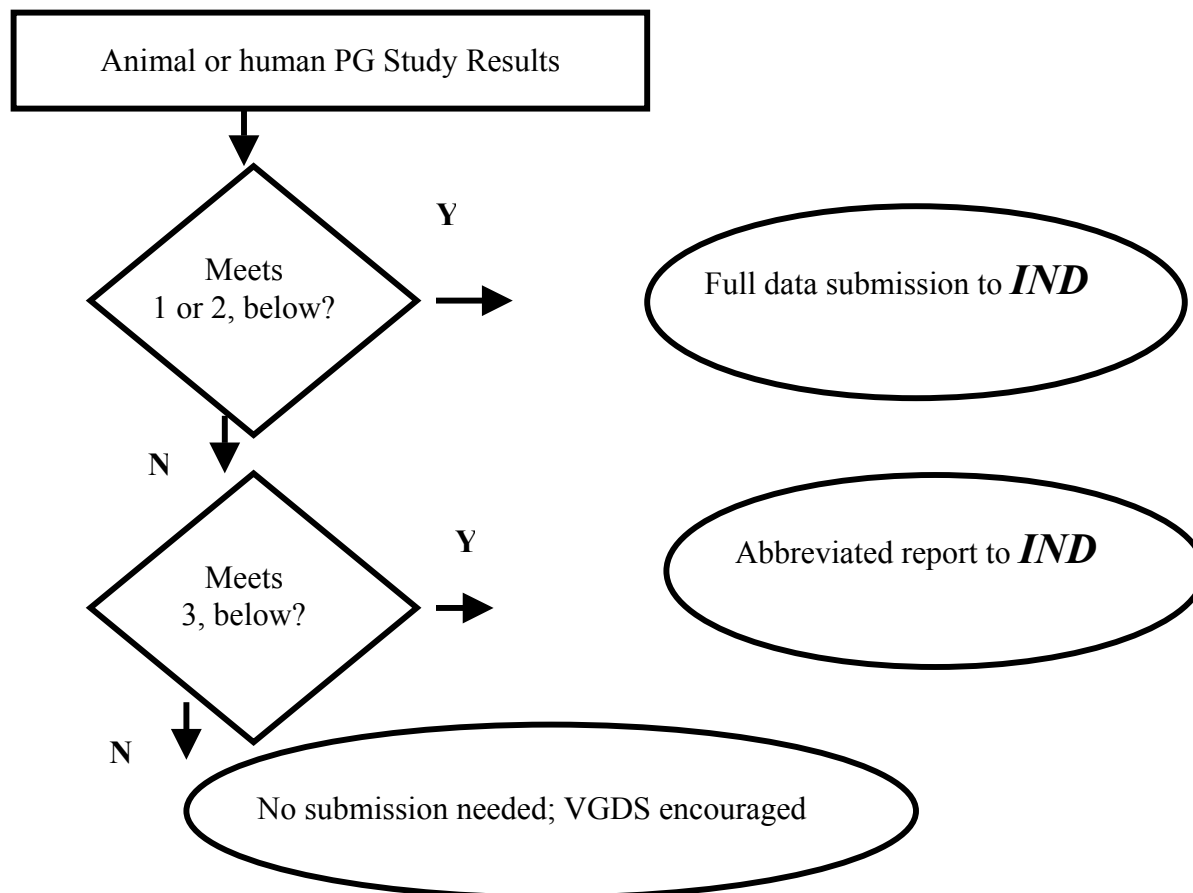 Animal or human PG Study Results
Y
Meets
1 or 2, below?
Full data submission to IND
N
Y
Meets
3, below?
Abbreviated report to IND
N
No submission needed; VGDS encouraged